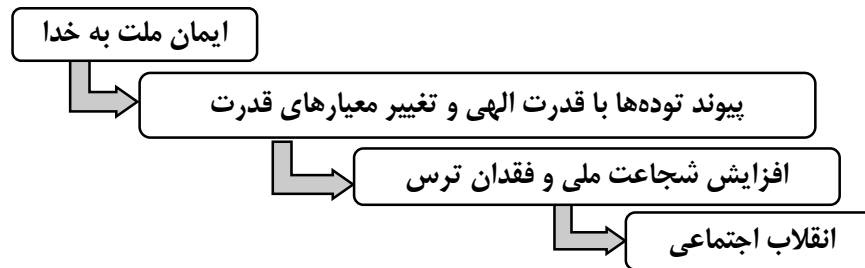 ایمان ملت به خدا
پیوند توده‌ها با قدرت الهی و تغییر معیارهای قدرت
افزایش شجاعت ملی و فقدان ترس
انقلاب اجتماعی